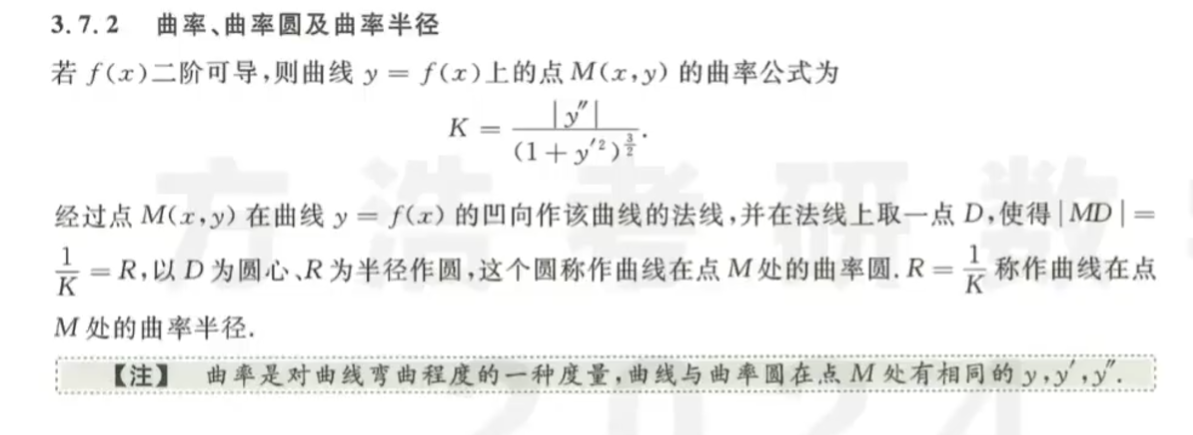 3.7.2 曲率、曲率圆及曲率半径
若 f(x)二阶可导,则曲线 y = f(x)上的点 M(x,y) 的曲率公式为
K = |y″| / (1+y′²)^{3/2}.
经过点 M(x,y) 在曲线 y = f(x) 的凹向作该曲线的法线,并在法线上取一点 D,使得|MD| =
1/K = R,以 D 为圆心、R 为半径作圆,这个圆称作曲线在点 M 处的曲率圆. R = 1/K 称作曲线在点
M 处的曲率半径.
【注】 曲率是对曲线弯曲程度的一种度量,曲线与曲率圆在点 M 处有相同的 y,y′,y″.
方浩考研数